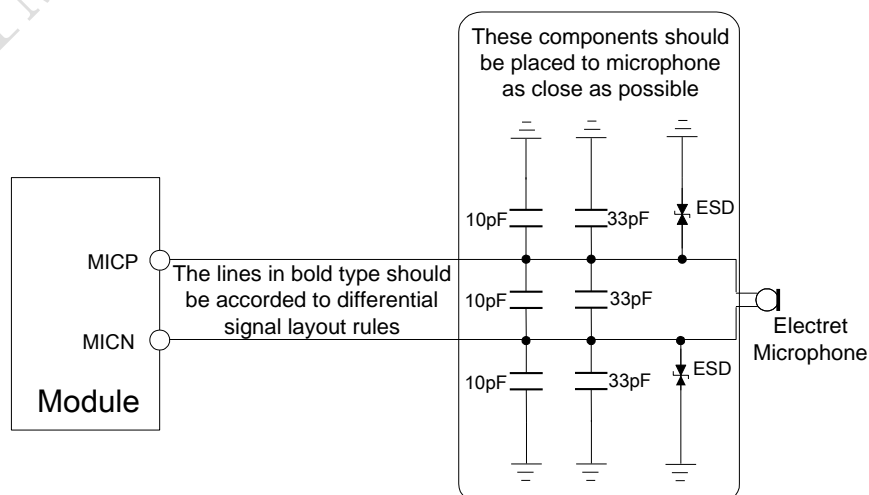 These components should
be placed to microphone
as close as possible
10pF
33pF
ESD
MICP
The lines in bold type should
be accorded to differential
signal layout rules
10pF
33pF
MICN
Electret
Microphone
10pF
33pF
ESD
Module